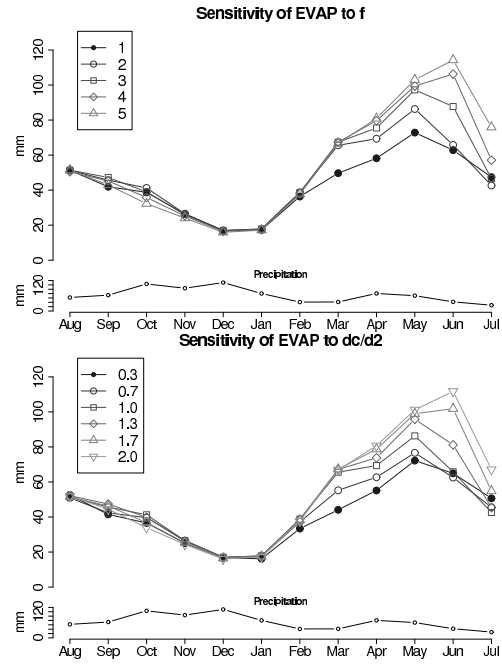 Sensitivity of EVAP to f
120
100
80
60
40
20
0
mm
1
2
3
4
5
Precipitation
120
0
mm
Aug Sep Oct Nov Dec Jan Feb Mar Apr May Jun Jul
Sensitivity of EVAP to dc/d2
120
100
80
60
40
20
0
mm
0.3
0.7
1.0
1.3
1.7
2.0
Precipitation
120
0
mm
Aug Sep Oct Nov Dec Jan Feb Mar Apr May Jun Jul